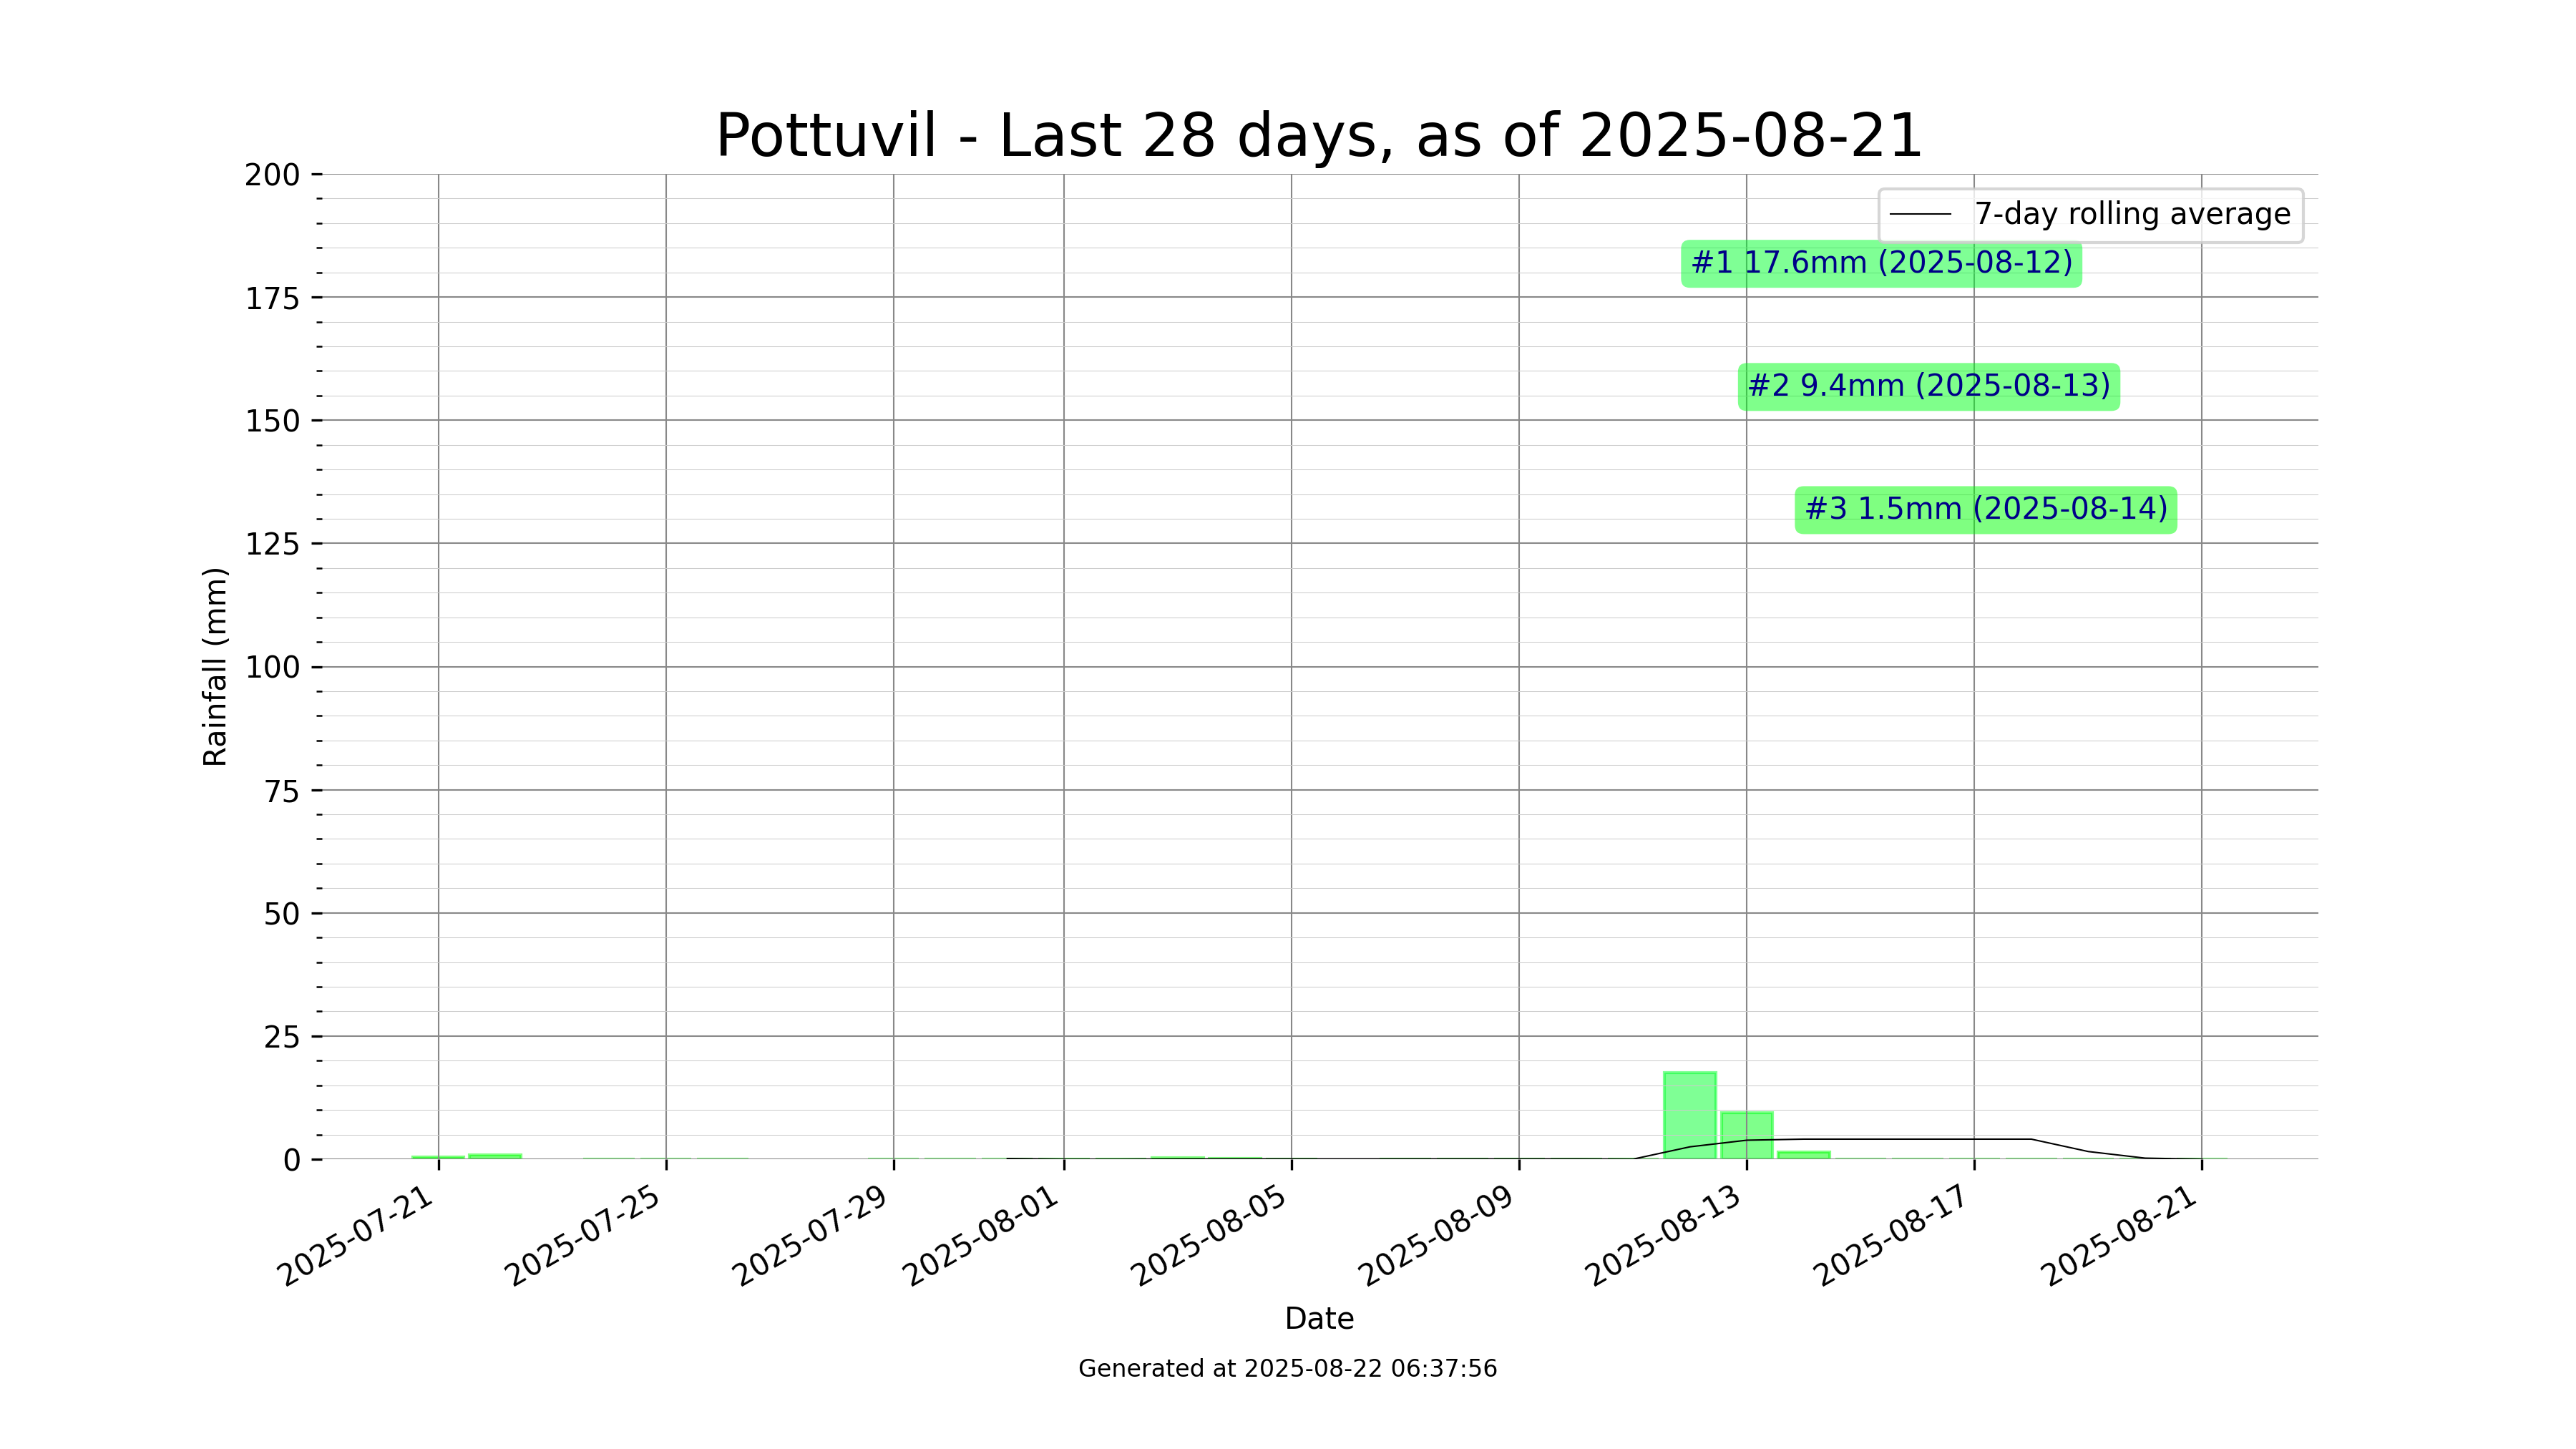 Pottuvil - Last 28 days, as of 2025-08-21
200
175
150
125
100
75
50
25
0
Rainfall (mm)
7-day rolling average
#1 17.6mm (2025-08-12)
#2 9.4mm (2025-08-13)
#3 1.5mm (2025-08-14)
2025-07-21
2025-07-25
2025-07-29
2025-08-01
2025-08-05
2025-08-09
2025-08-13
2025-08-17
2025-08-21
Date
Generated at 2025-08-22 06:37:56